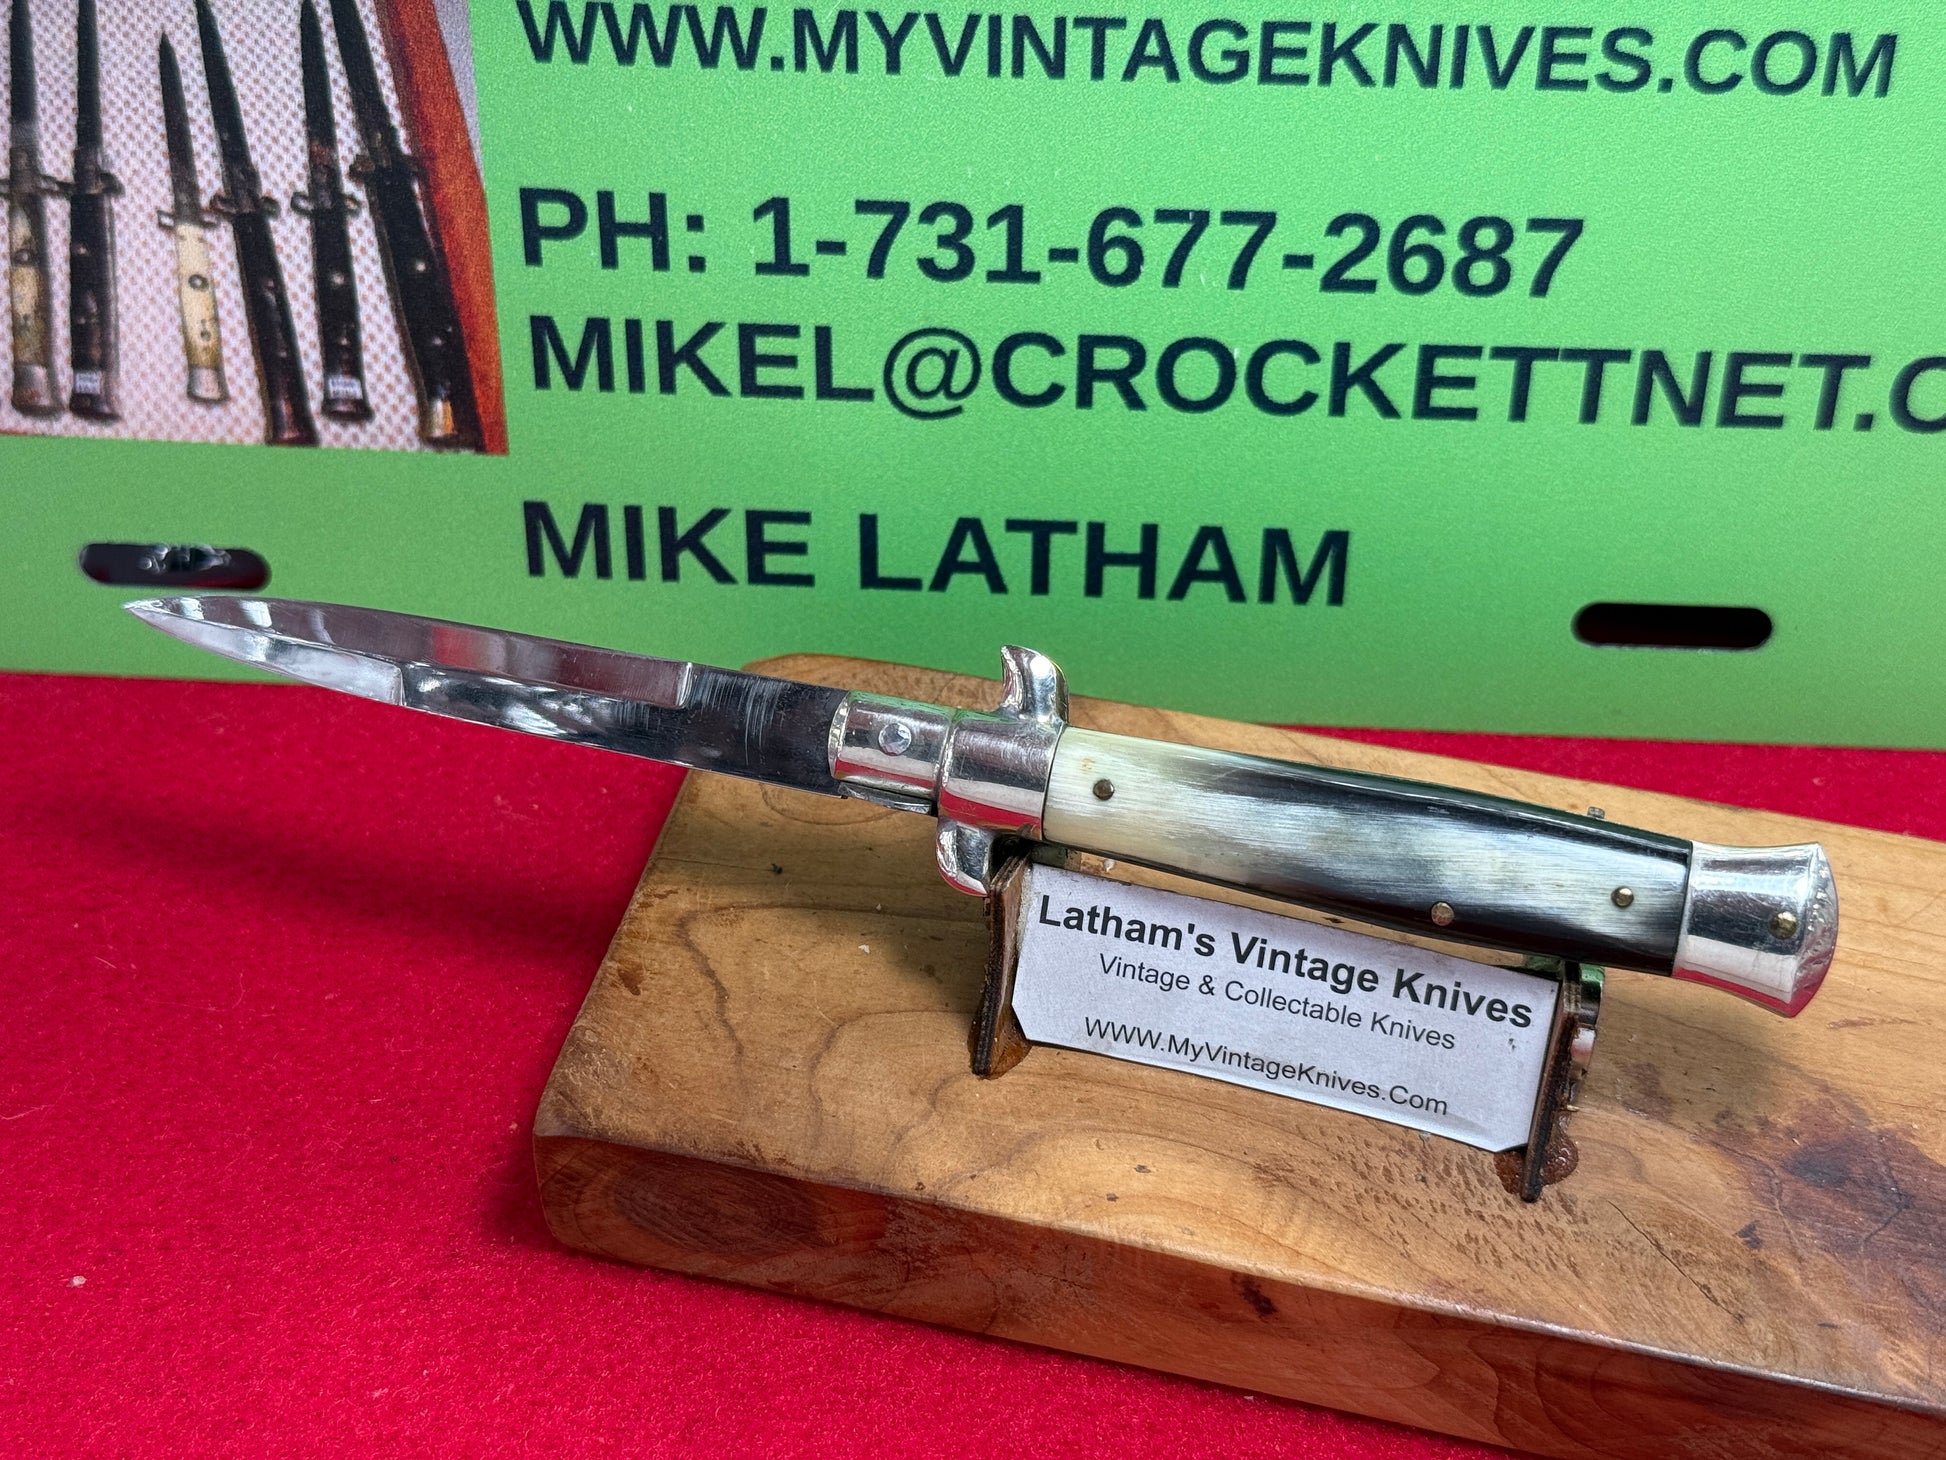 WWW.MYVINTAGEKNIVES.COM
PH: 1-731-677-2687
MIKEL@CROCKETTNET.C
MIKE LATHAM
Latham's Vintage Knives
Vintage & Collectable Knives
WWW.MyVintageKnives.Com